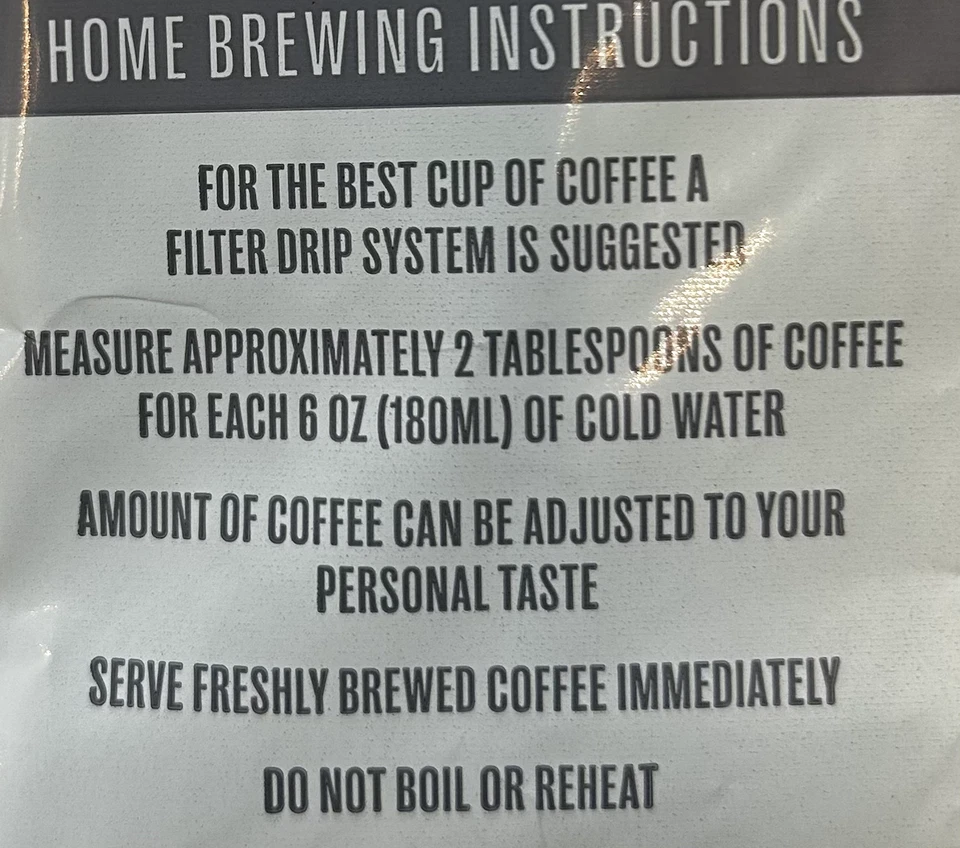 HOME BREWING INSTRUCTIONS
FOR THE BEST CUP OF COFFEE A
FILTER DRIP SYSTEM IS SUGGESTED
MEASURE APPROXIMATELY 2 TABLESPOONS OF COFFEE
FOR EACH 6 OZ (180ML) OF COLD WATER
AMOUNT OF COFFEE CAN BE ADJUSTED TO YOUR
PERSONAL TASTE
SERVE FRESHLY BREWED COFFEE IMMEDIATELY
DO NOT BOIL OR REHEAT